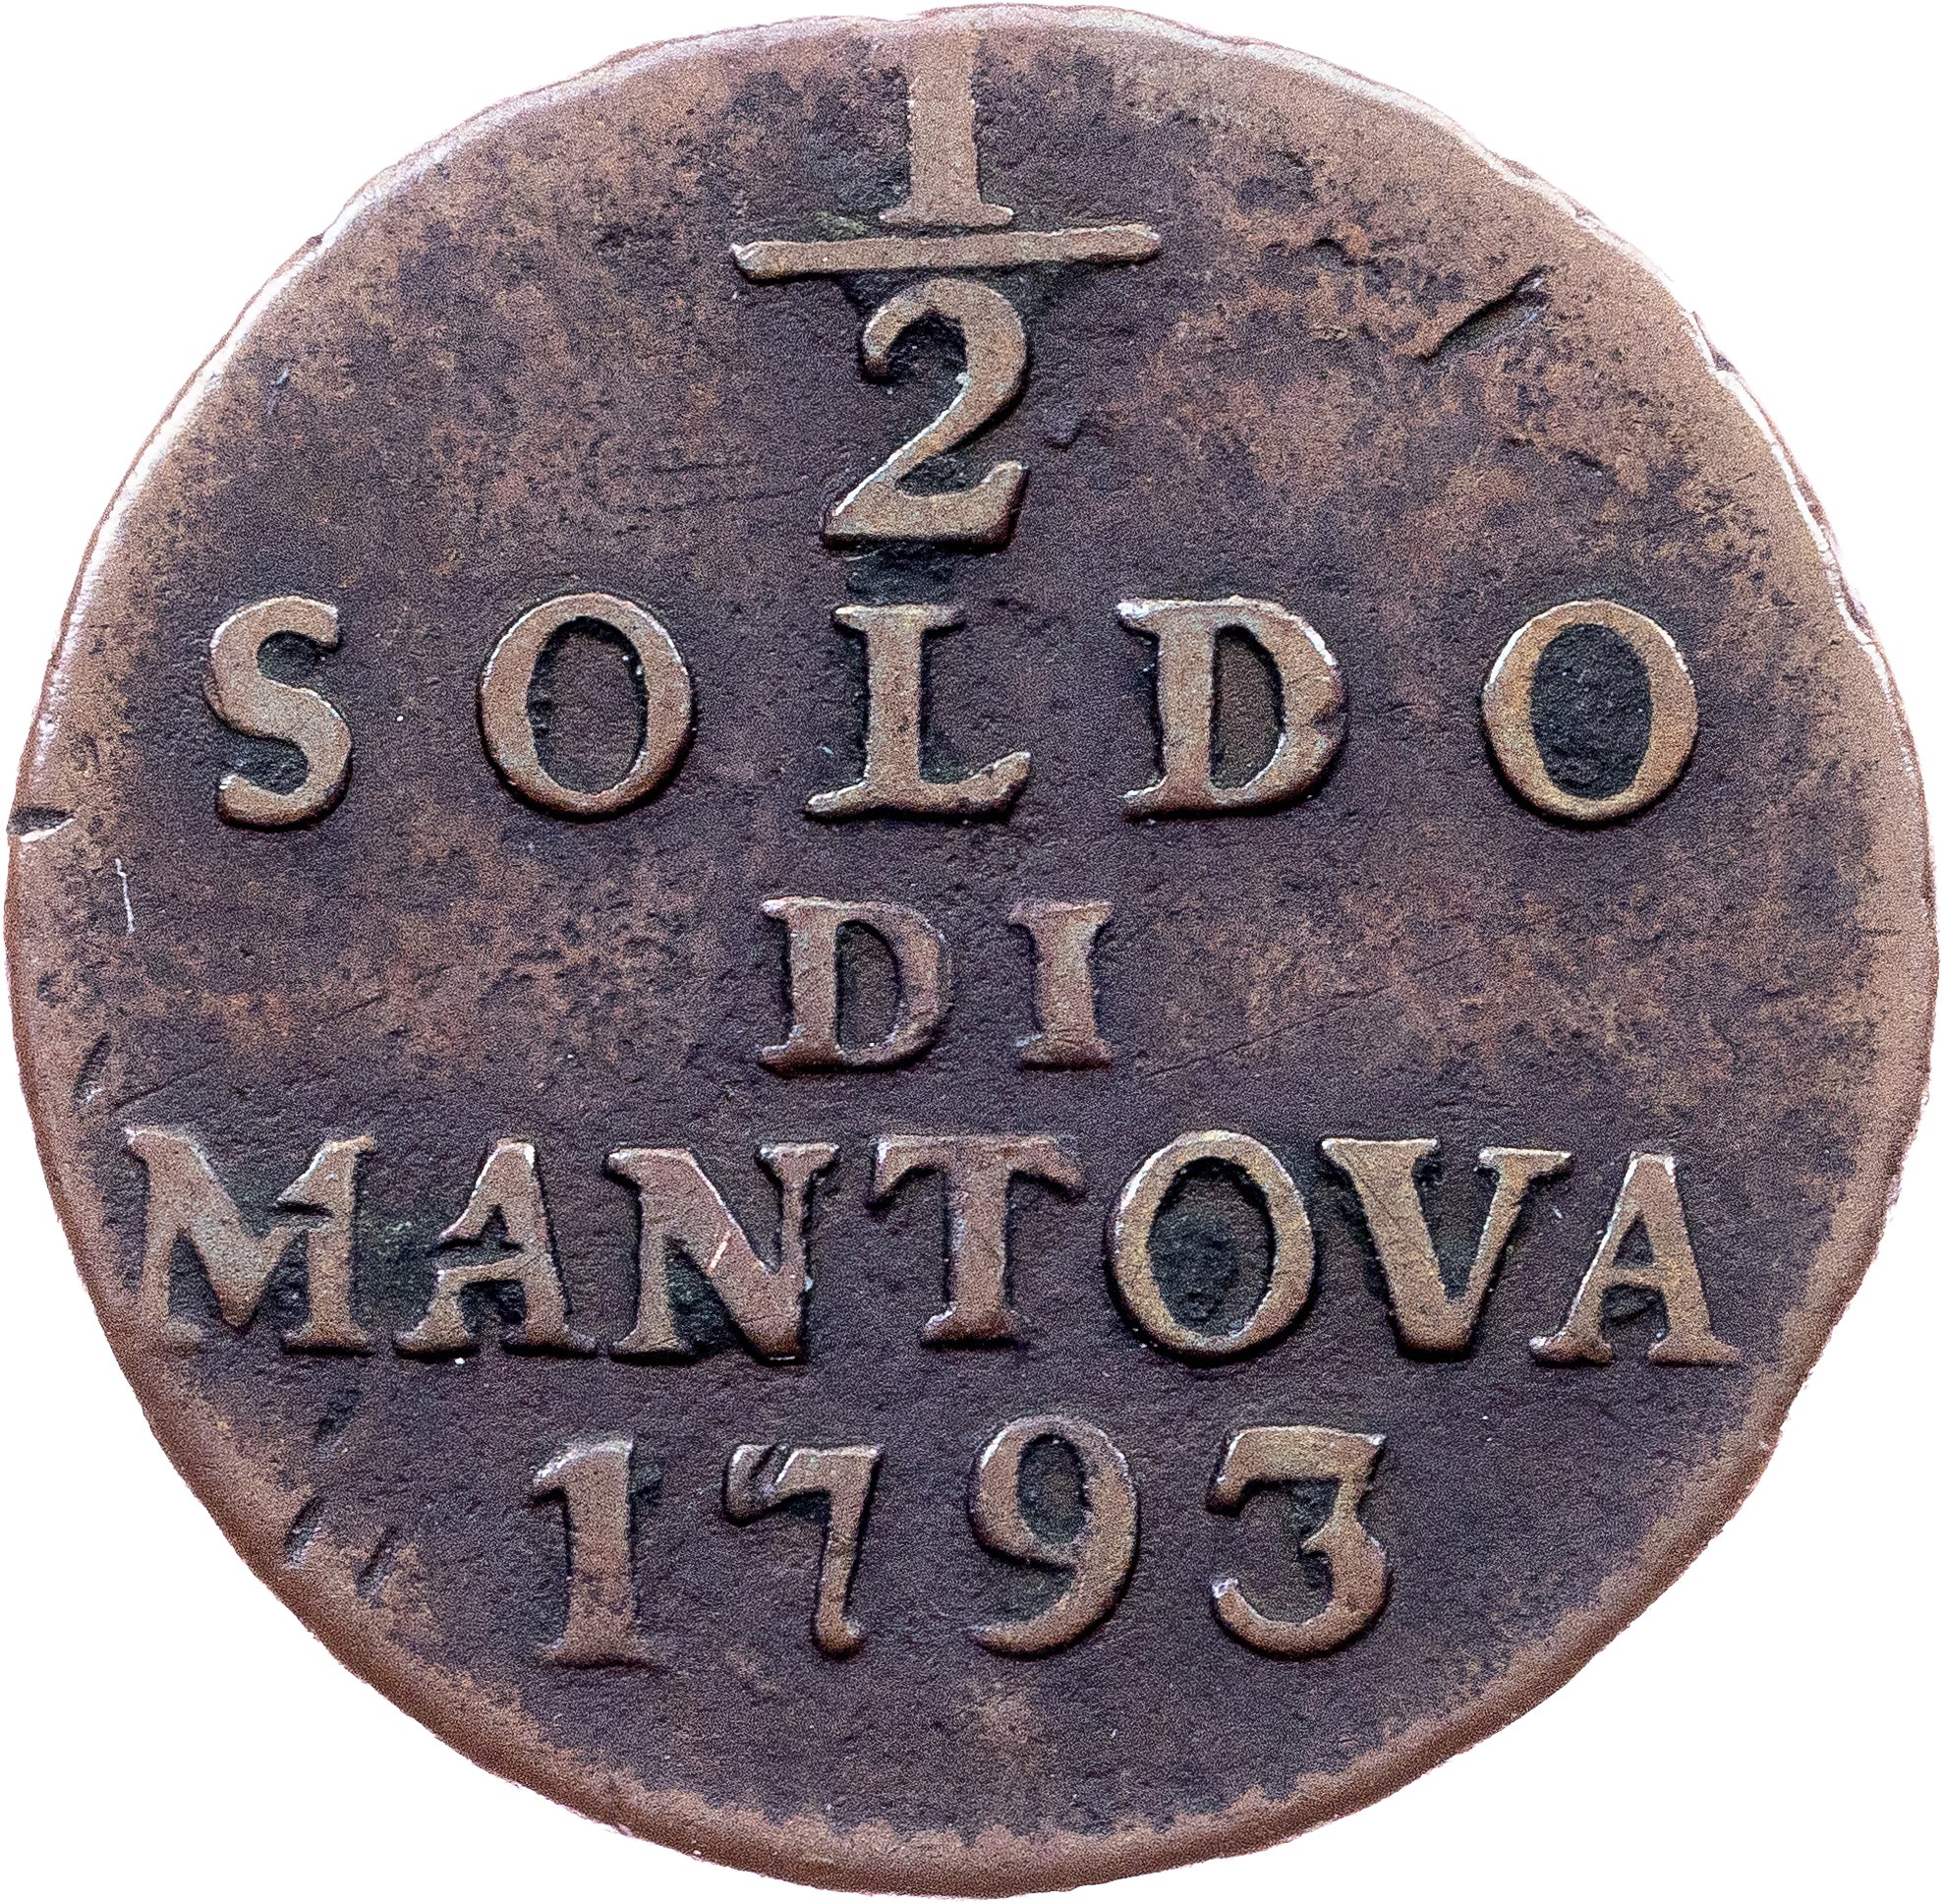 1
2
SOLDO
DI
MANTOVA
1793